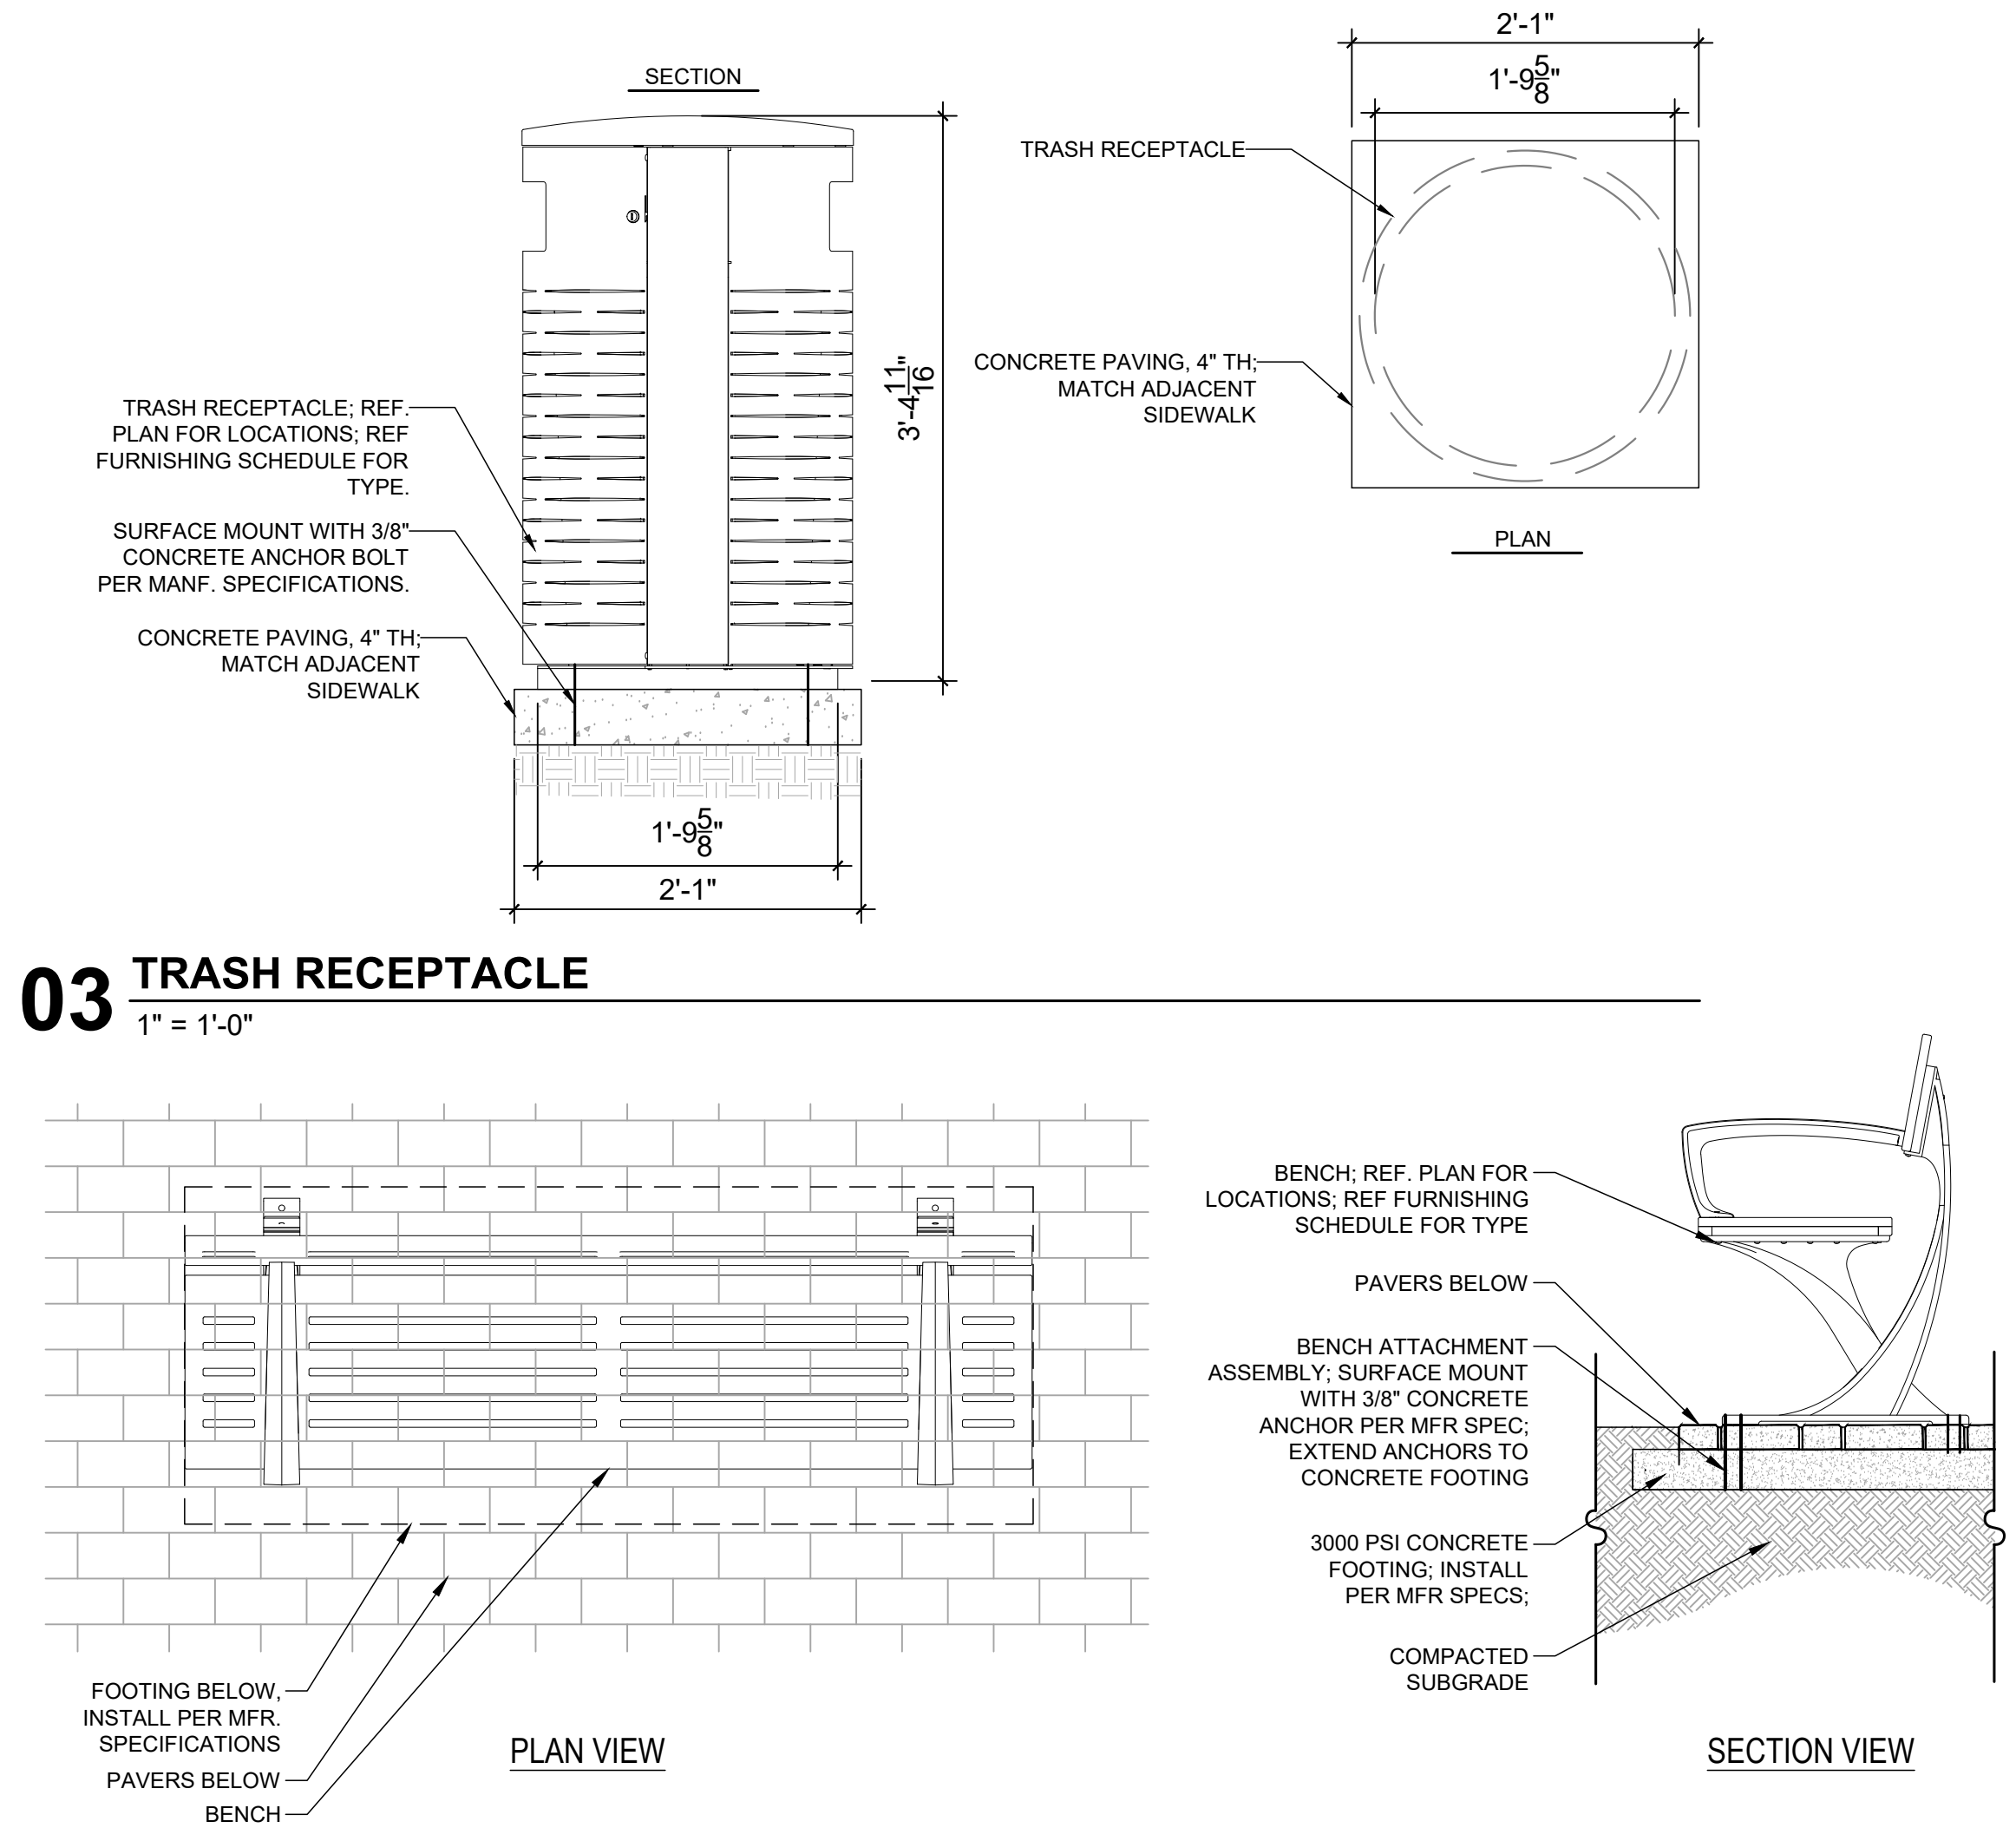 SECTION
3'-4 11/16"
TRASH RECEPTACLE; REF.
PLAN FOR LOCATIONS; REF
FURNISHING SCHEDULE FOR
TYPE.
SURFACE MOUNT WITH 3/8"
CONCRETE ANCHOR BOLT
PER MANF. SPECIFICATIONS.
CONCRETE PAVING, 4" TH;
MATCH ADJACENT
SIDEWALK
1'-9 5/8"
2'-1"
2'-1"
1'-9 5/8"
TRASH RECEPTACLE
CONCRETE PAVING, 4" TH;
MATCH ADJACENT
SIDEWALK
PLAN
03 TRASH RECEPTACLE
1" = 1'-0"
FOOTING BELOW,
INSTALL PER MFR.
SPECIFICATIONS
PAVERS BELOW
BENCH
PLAN VIEW
BENCH; REF. PLAN FOR
LOCATIONS; REF FURNISHING
SCHEDULE FOR TYPE
PAVERS BELOW
BENCH ATTACHMENT
ASSEMBLY; SURFACE MOUNT
WITH 3/8" CONCRETE
ANCHOR PER MFR SPEC;
EXTEND ANCHORS TO
CONCRETE FOOTING
3000 PSI CONCRETE
FOOTING; INSTALL
PER MFR SPECS;
COMPACTED
SUBGRADE
SECTION VIEW